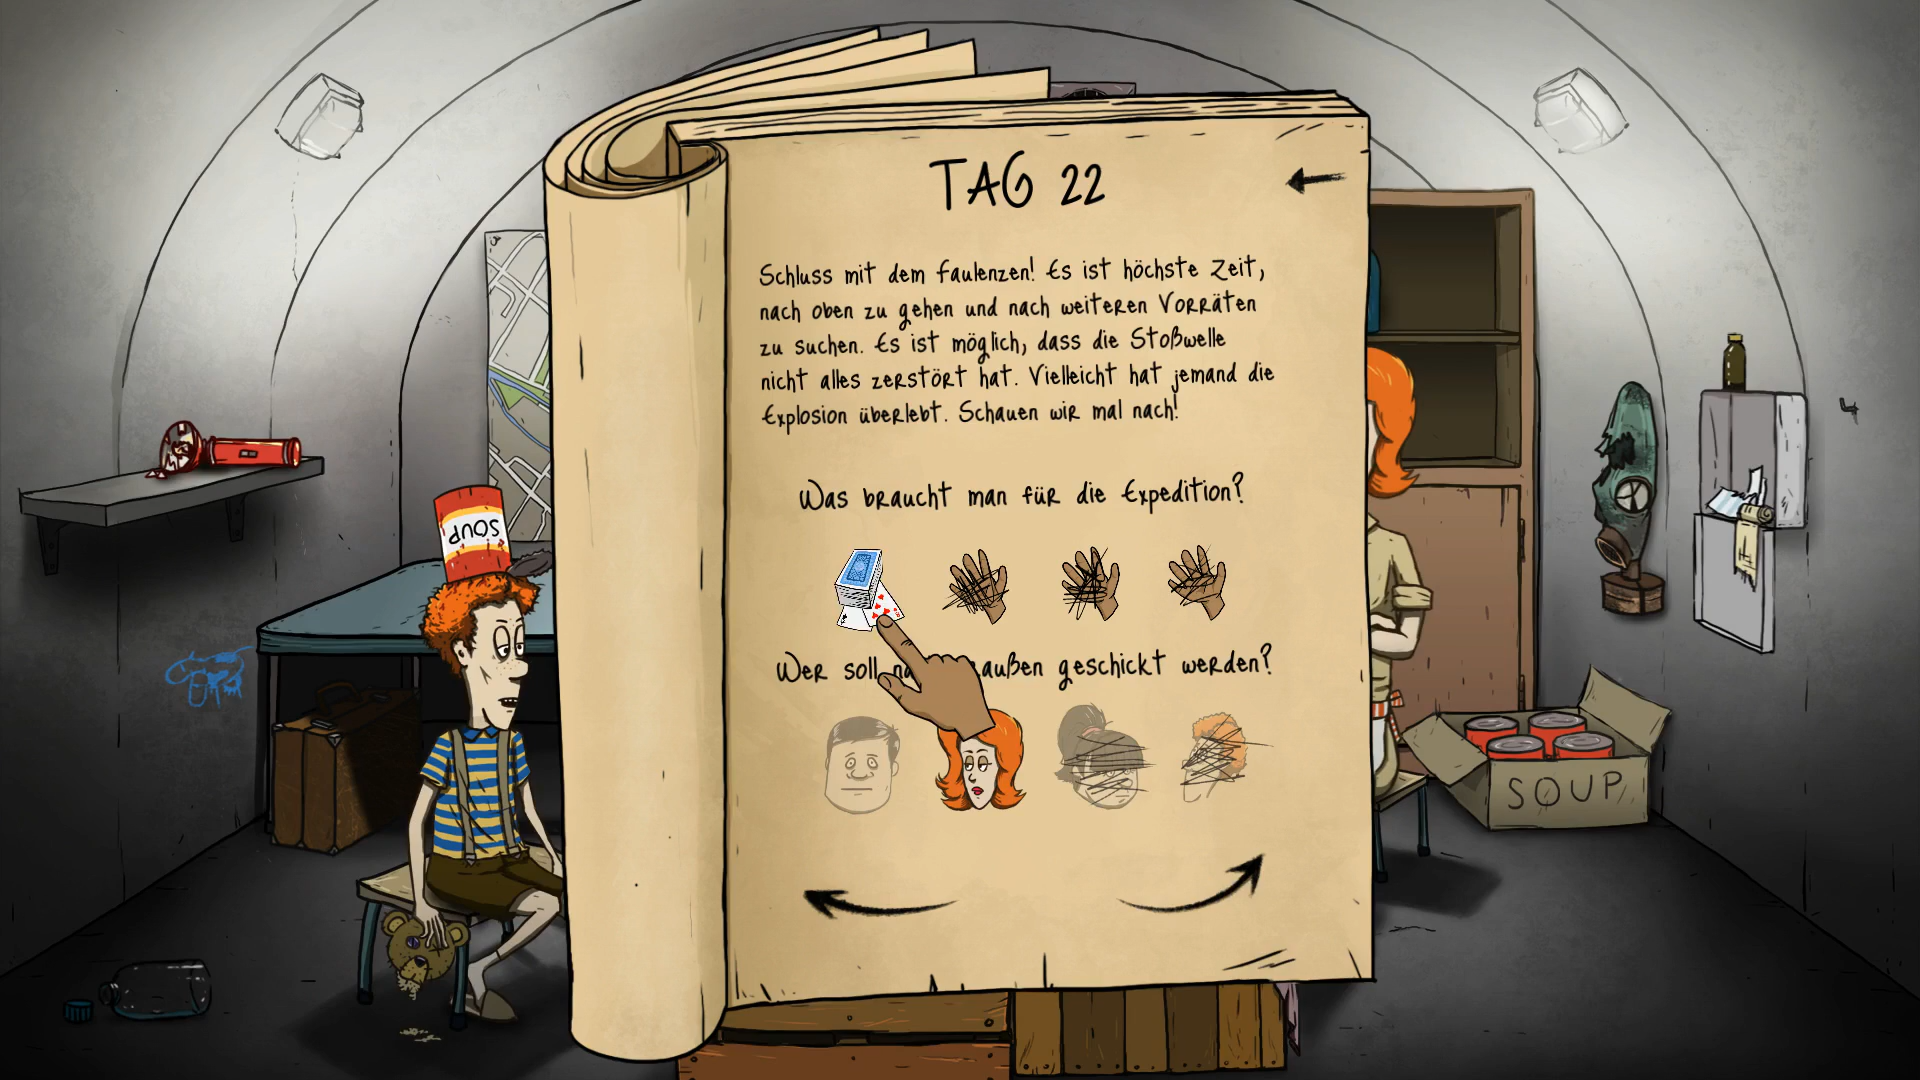 TAG 22
Schluss mit dem Faulenzen! Es ist höchste Zeit,
nach oben zu gehen und nach weiteren Vorräten
zu suchen. Es ist möglich, dass die Stoßwelle
nicht alles zerstört hat. Vielleicht hat jemand die
Explosion überlebt. Schauen wir mal nach!
Was braucht man für die Expedition?
Wer soll außen geschickt werden?
SOUP
SOUP